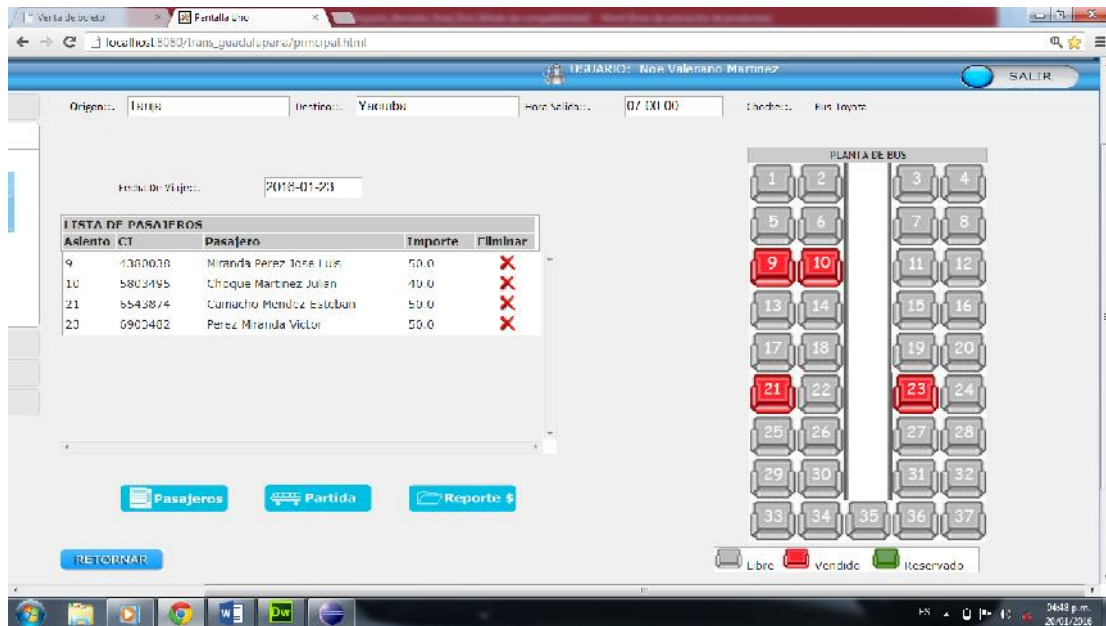 Venta de boleto
Pantalla Uno
localhost:8080/trans_guadalupana/principal.html
USUARIO: Noe Valeriano Martinez
SALIR
Origen::.
Tarija
Destino::.
Yacuiba
Hora Salida::.
07:00:00
Choche::.
Bus Toyota
PLANTA DE BUS
1 2 3 4
Fecha De Viaje::.
2016-01-23
5 6 7 8
LISTA DE PASAJEROS
Asiento CI Pasajero Importe Eliminar
9 4380038 Miranda Perez Jose Luis 50.0
10 5803495 Choque Martinez Julian 40.0
21 6543874 Camacho Mendez Esteban 50.0
23 6903482 Perez Miranda Victor 50.0
9 10 11 12
13 14 15 16
17 18 19 20
21 22 23 24
25 26 27 28
29 30 31 32
33 34 35 36 37
Pasajeros
Partida
Reporte $
RETORNAR
Libre
Vendido
Reservado
ES
04:48 p.m.
20/01/2016